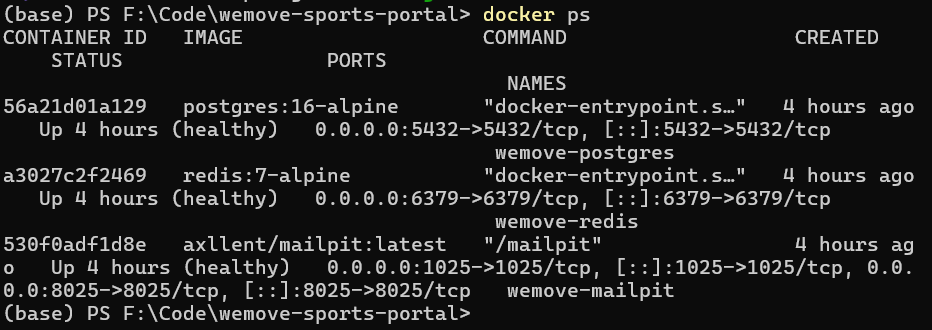 (base) PS F:\Code\wemove-sports-portal> docker ps
CONTAINER ID   IMAGE                     COMMAND                  CREATED
    STATUS                 PORTS
                                           NAMES
56a21d01a129   postgres:16-alpine        "docker-entrypoint.s…"   4 hours ago
   Up 4 hours (healthy)   0.0.0.0:5432->5432/tcp, [::]:5432->5432/tcp
                                          wemove-postgres
a3027c2f2469   redis:7-alpine            "docker-entrypoint.s…"   4 hours ago
   Up 4 hours (healthy)   0.0.0.0:6379->6379/tcp, [::]:6379->6379/tcp
                                          wemove-redis
530f0adf1d8e   axllent/mailpit:latest   "/mailpit"                4 hours ag
o   Up 4 hours (healthy)   0.0.0.0:1025->1025/tcp, [::]:1025->1025/tcp, 0.0.
0.0:8025->8025/tcp, [::]:8025->8025/tcp   wemove-mailpit
(base) PS F:\Code\wemove-sports-portal>